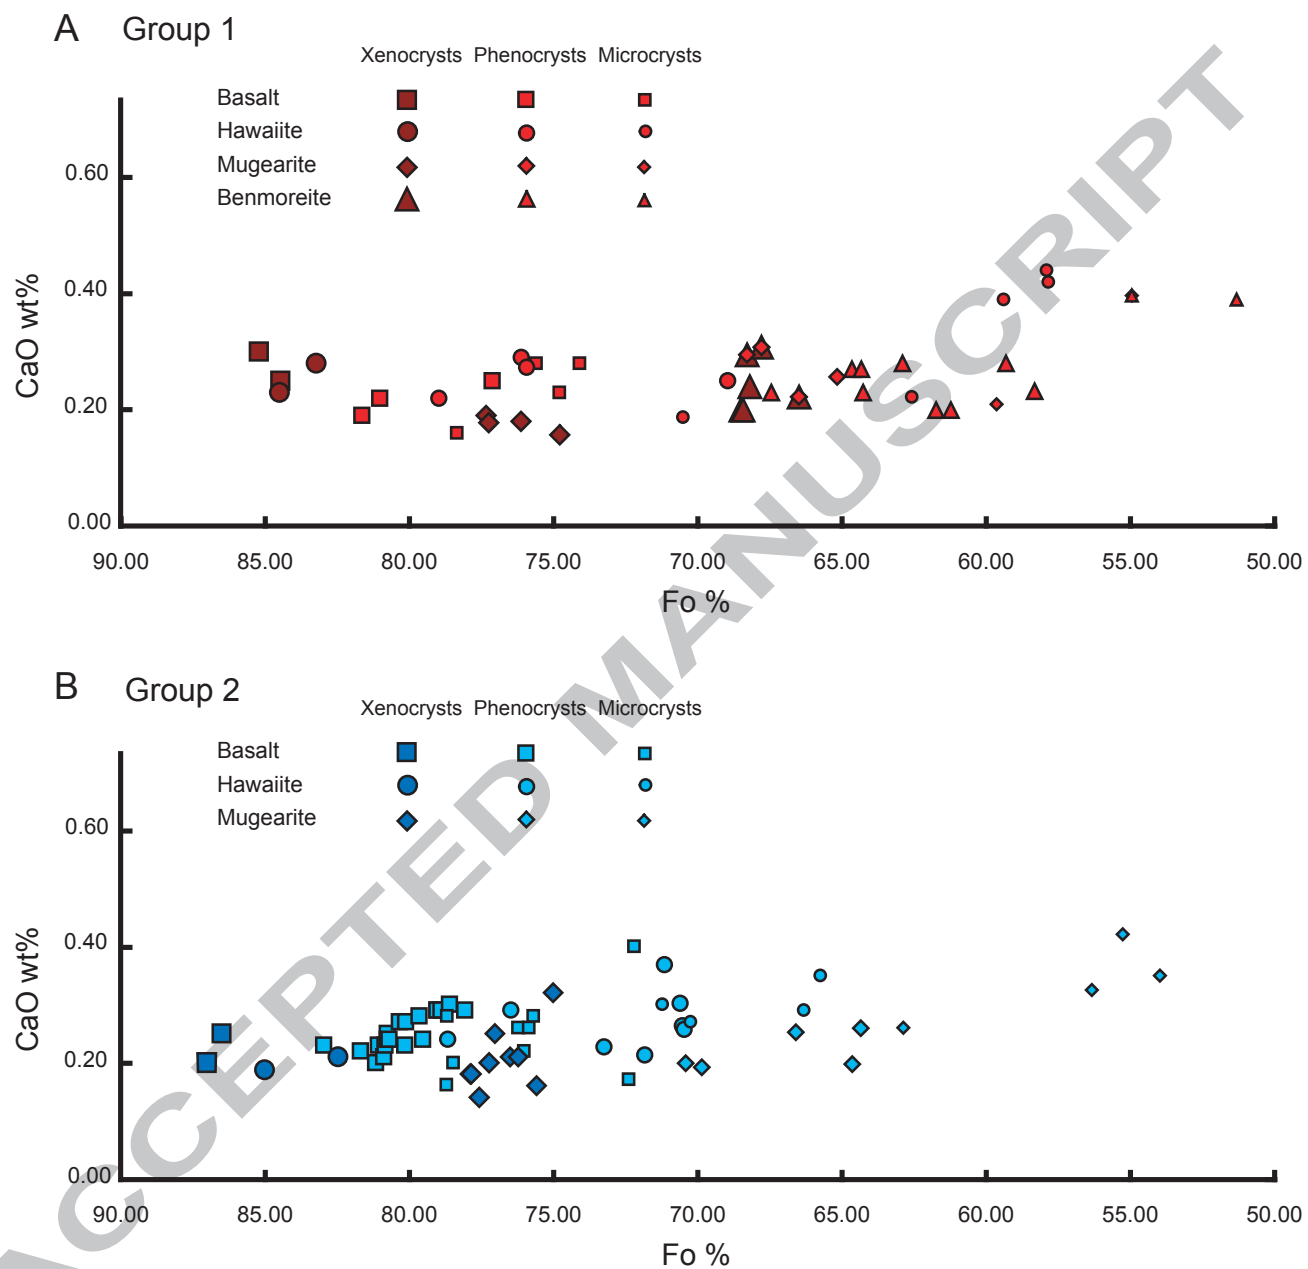 A Group 1
Xenocrysts Phenocrysts Microcrysts
Basalt
Hawaiite
Mugearite
Benmoreite
0.60
0.40
0.20
0.00
CaO wt%
90.00 85.00 80.00 75.00 70.00 65.00 60.00 55.00 50.00
Fo %
B Group 2
Xenocrysts Phenocrysts Microcrysts
Basalt
Hawaiite
Mugearite
0.60
0.40
0.20
0.00
CaO wt%
90.00 85.00 80.00 75.00 70.00 65.00 60.00 55.00 50.00
Fo %
ACCEPTED MANUSCRIPT